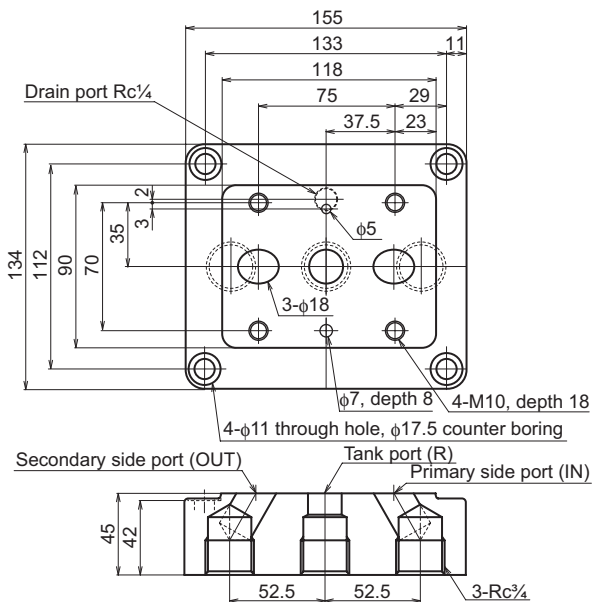 155
133
11
118
Drain port Rc¼
75
29
37.5
23
2
3
35
134
112
90
70
ϕ5
3-ϕ18
ϕ7, depth 8
4-M10, depth 18
4-ϕ11 through hole, ϕ17.5 counter boring
Secondary side port (OUT)
Tank port (R)
Primary side port (IN)
45
42
52.5
52.5
3-Rc¾